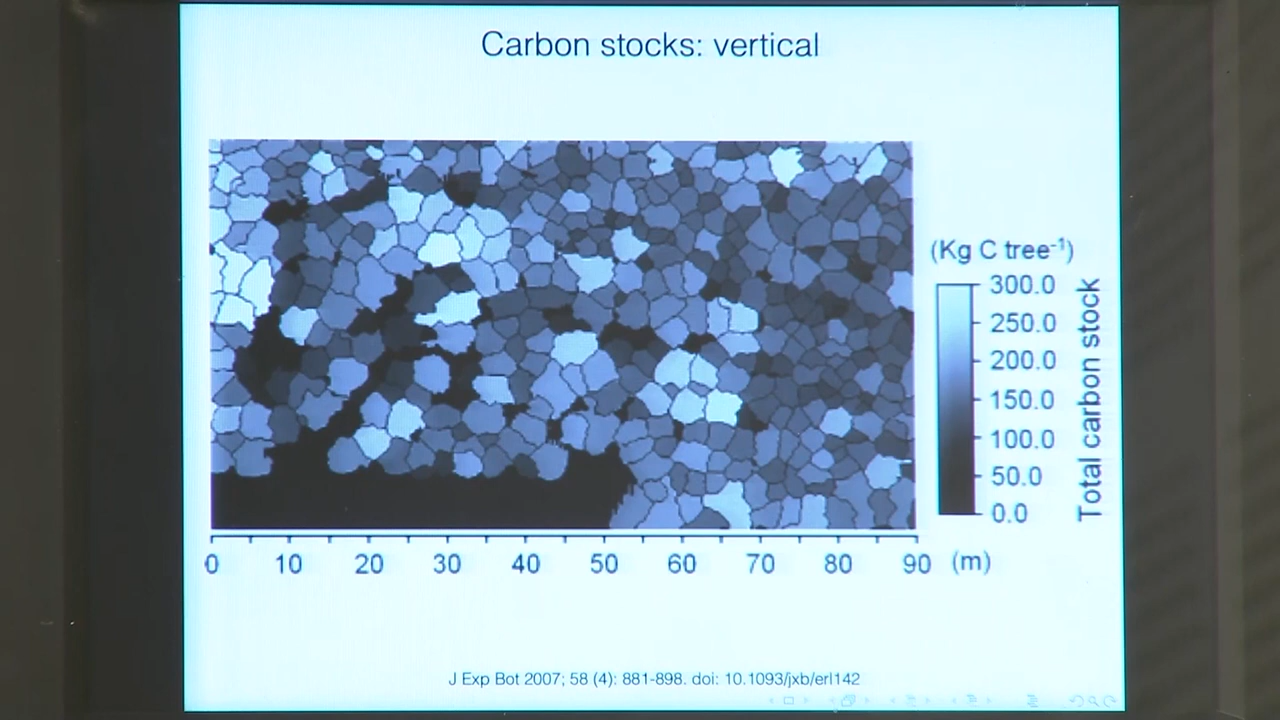 Carbon stocks: vertical
(Kg C tree⁻¹)
300.0
250.0
200.0
150.0
100.0
50.0
0.0
Total carbon stock
0 10 20 30 40 50 60 70 80 90 (m)
J Exp Bot 2007; 58 (4): 881-898. doi: 10.1093/jxb/erl142